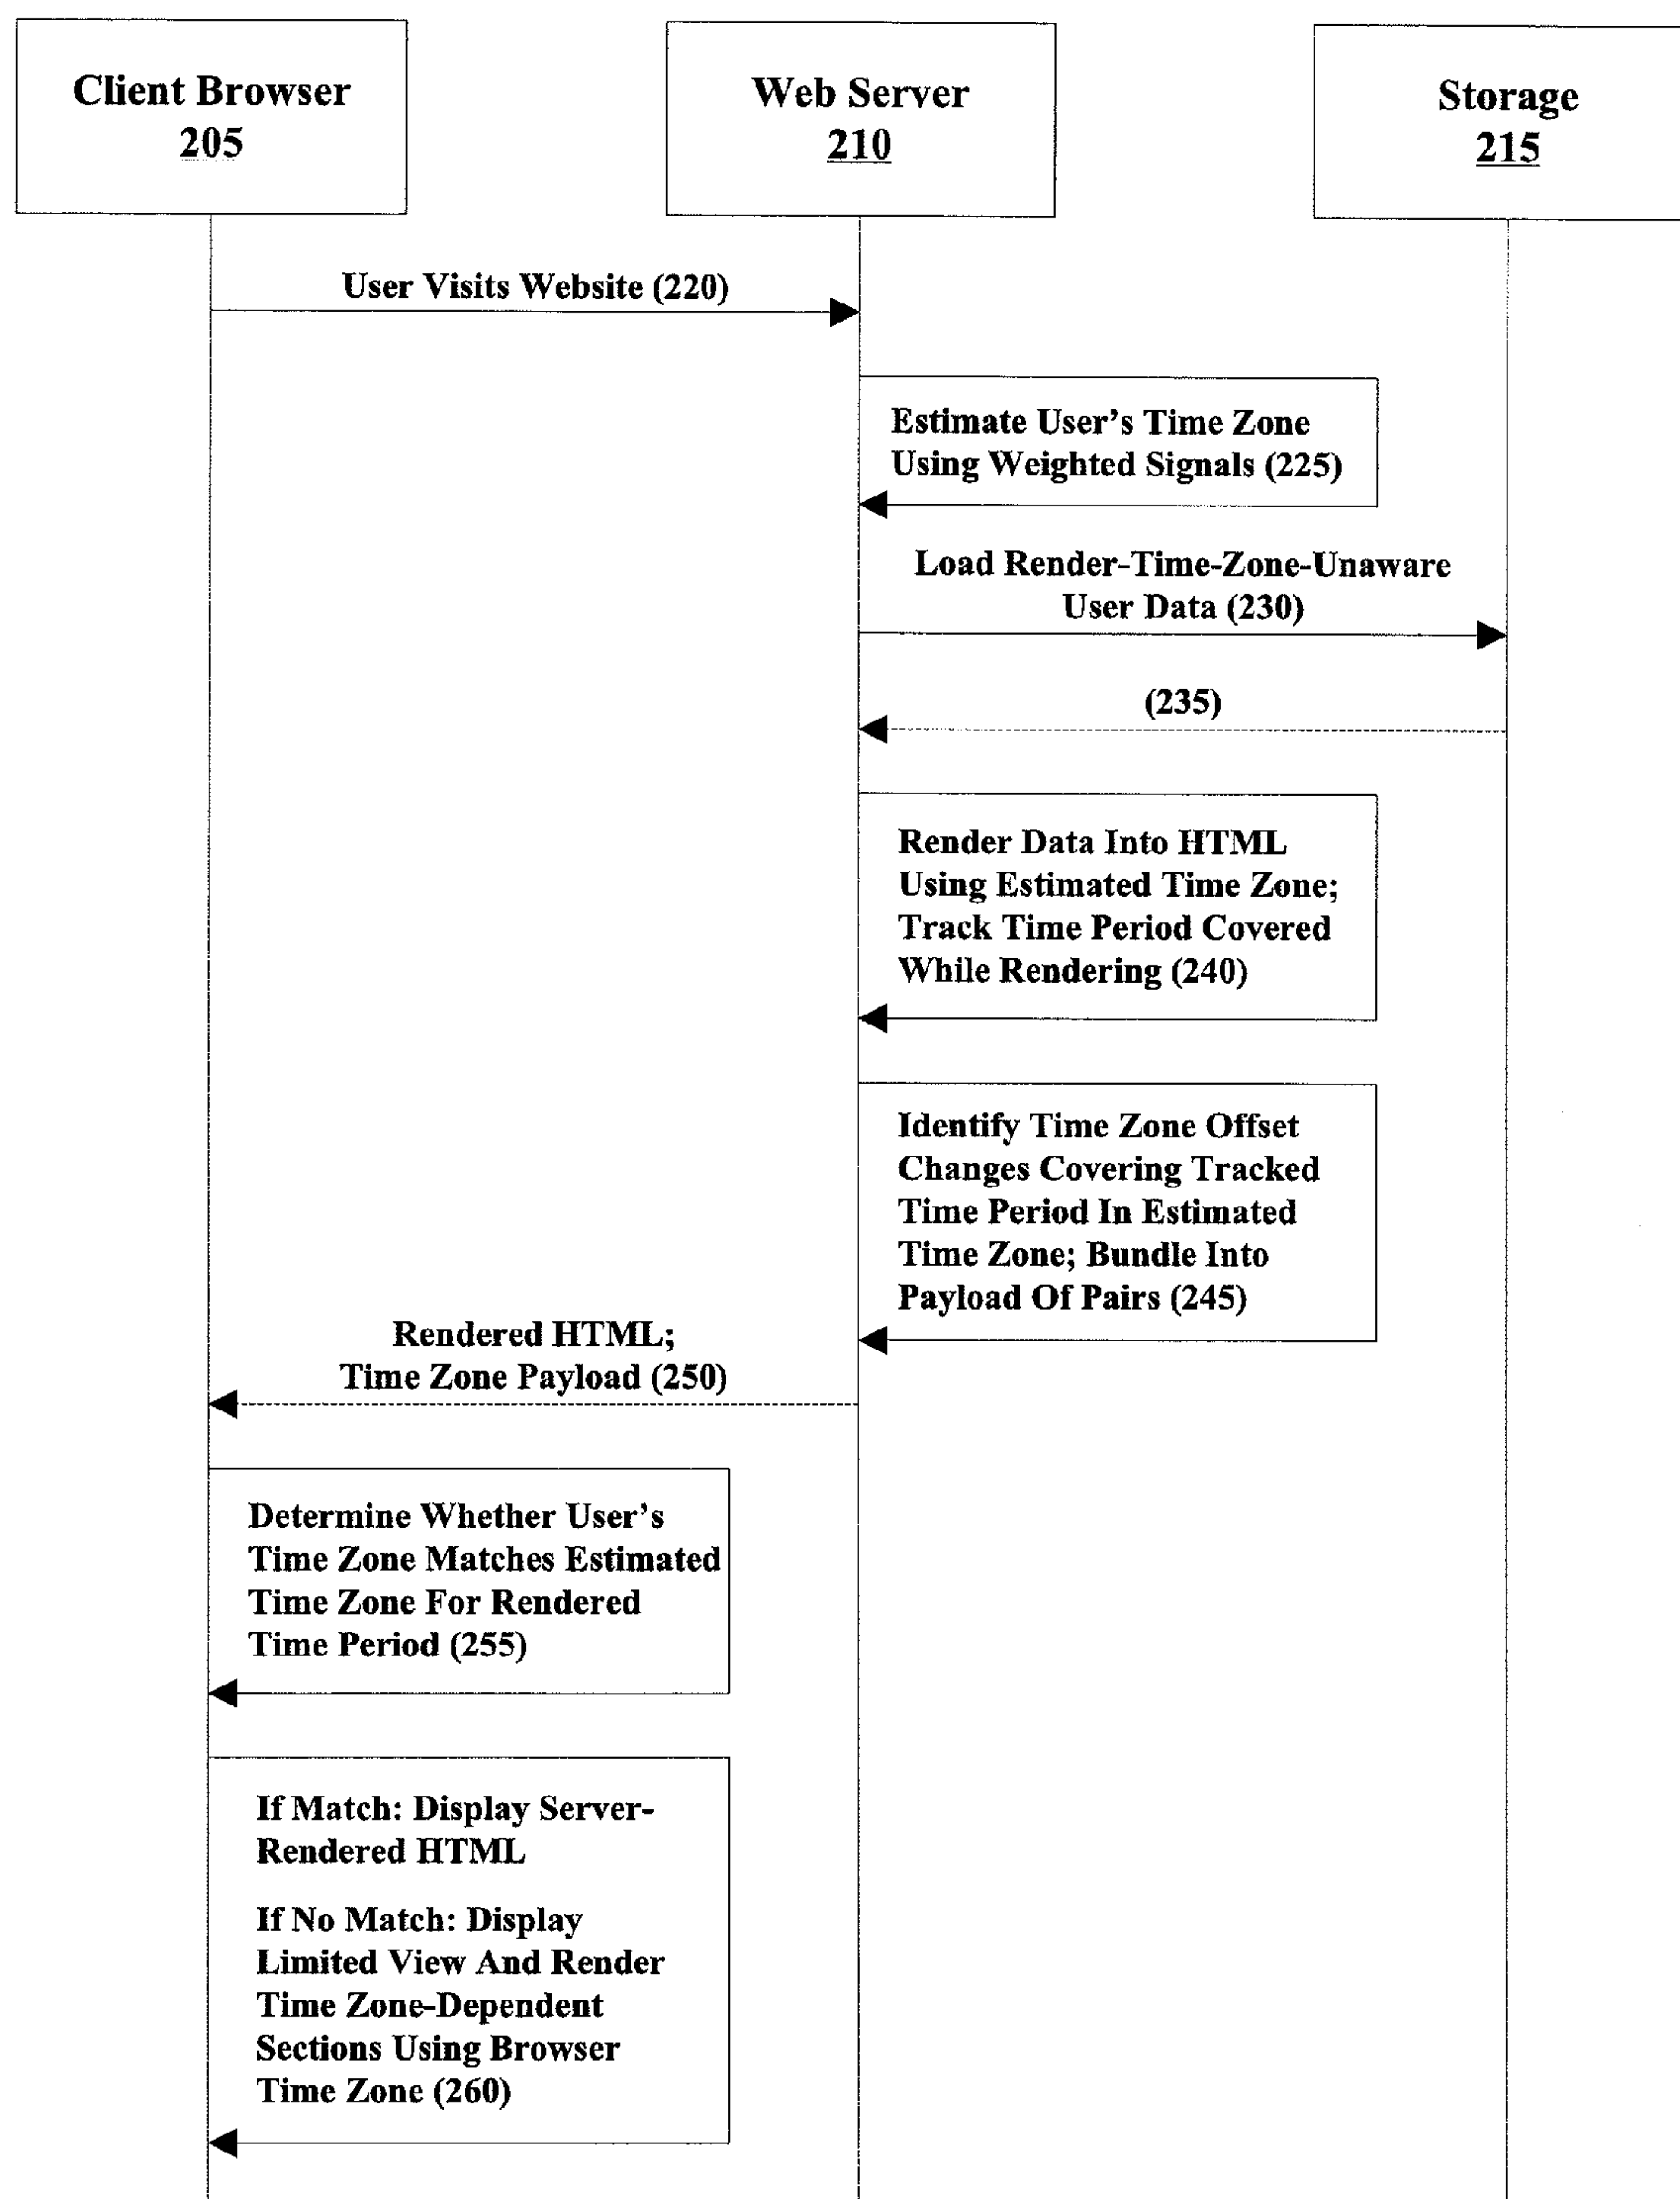 Client Browser
205
Web Server
210
Storage
215
User Visits Website (220)
Estimate User's Time Zone
Using Weighted Signals (225)
Load Render-Time-Zone-Unaware
User Data (230)
(235)
Render Data Into HTML
Using Estimated Time Zone;
Track Time Period Covered
While Rendering (240)
Identify Time Zone Offset
Changes Covering Tracked
Time Period In Estimated
Time Zone; Bundle Into
Payload Of Pairs (245)
Rendered HTML;
Time Zone Payload (250)
Determine Whether User's
Time Zone Matches Estimated
Time Zone For Rendered
Time Period (255)
If Match: Display Server-
Rendered HTML
If No Match: Display
Limited View And Render
Time Zone-Dependent
Sections Using Browser
Time Zone (260)